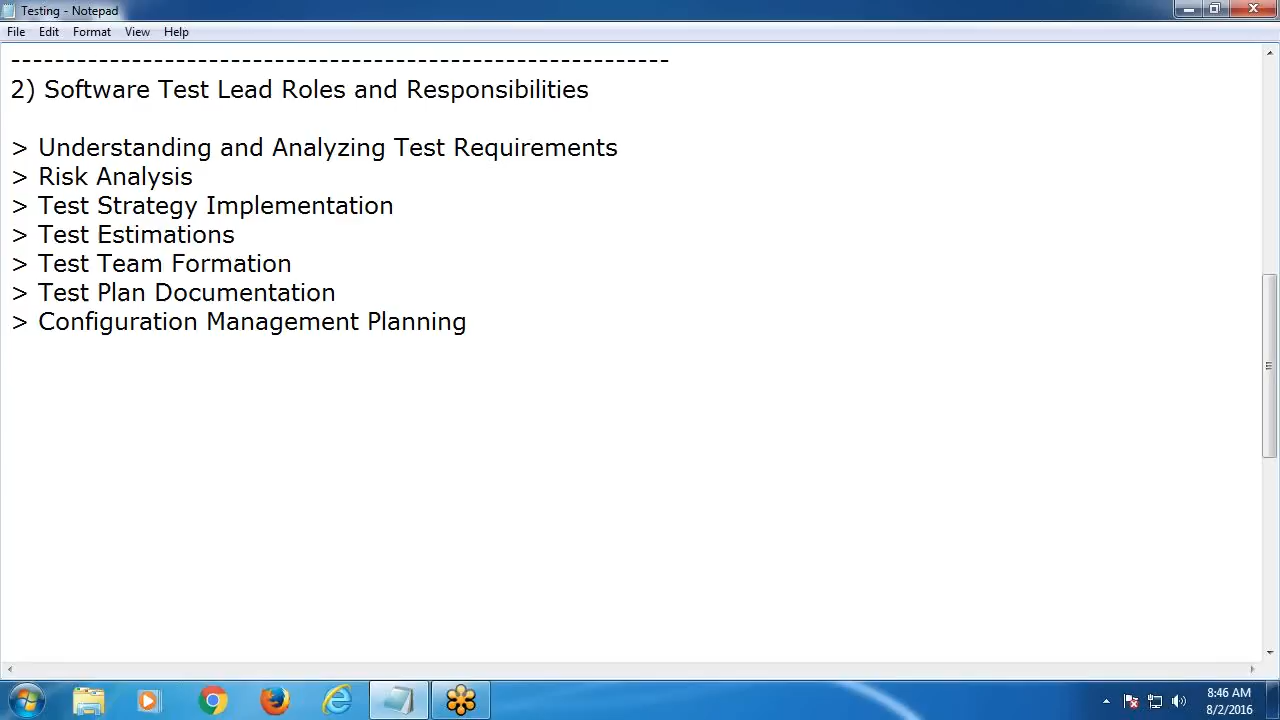 Testing - Notepad
File Edit Format View Help
------------------------------------------------------------
2) Software Test Lead Roles and Responsibilities
> Understanding and Analyzing Test Requirements
> Risk Analysis
> Test Strategy Implementation
> Test Estimations
> Test Team Formation
> Test Plan Documentation
> Configuration Management Planning
8:46 AM
8/2/2016